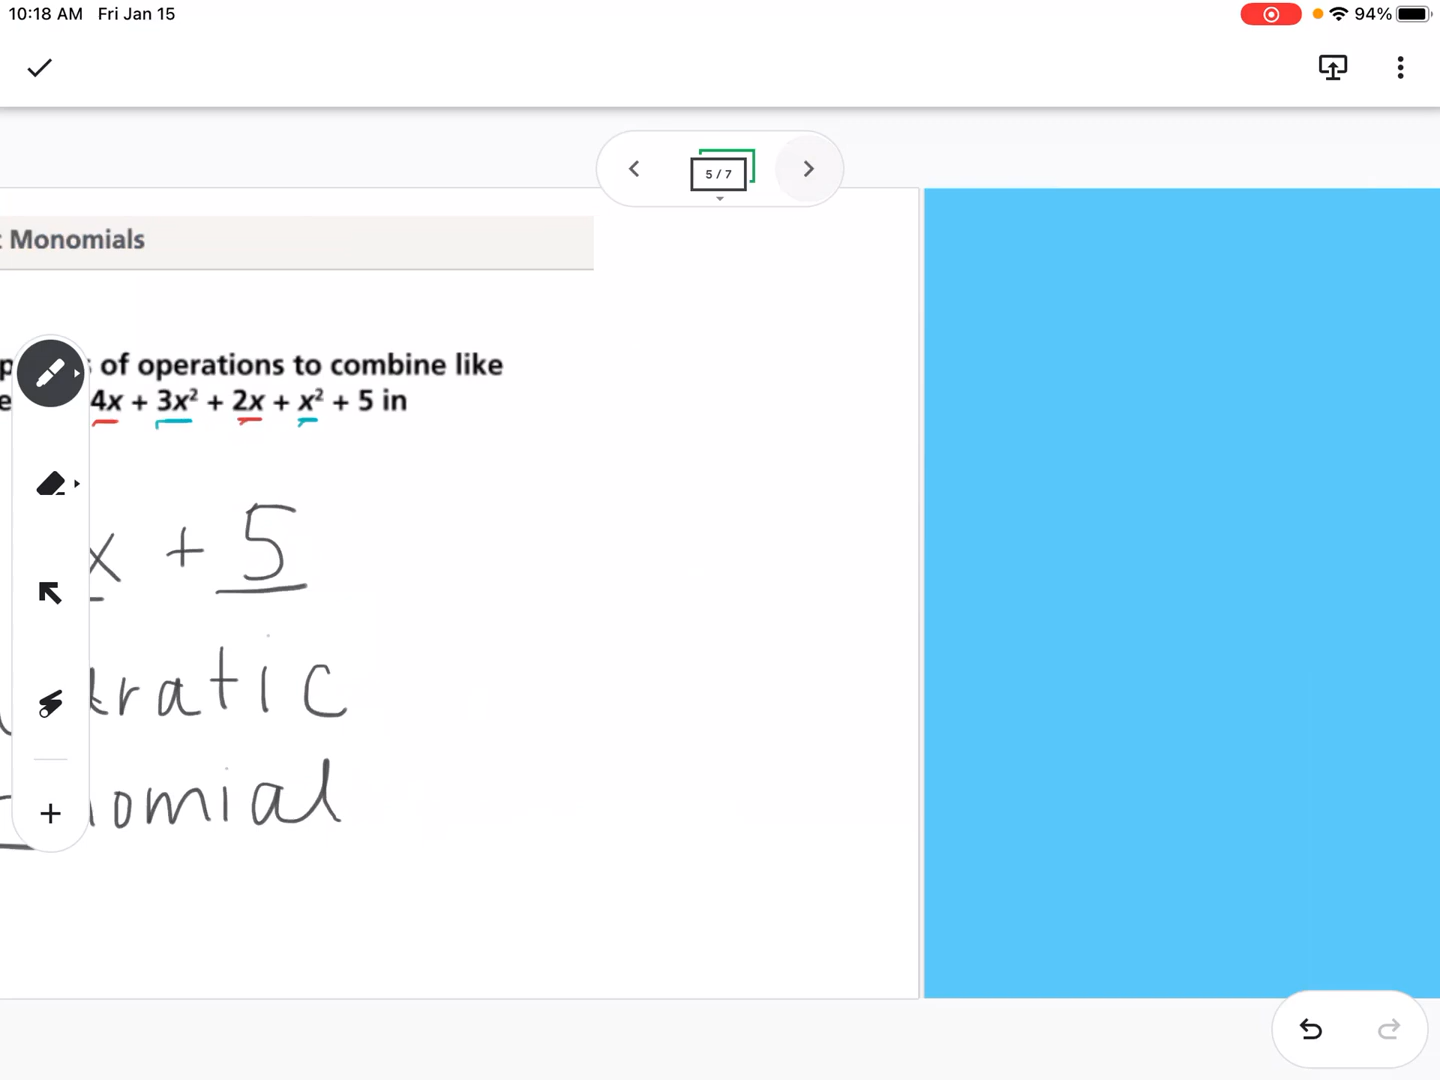 10:18 AM Fri Jan 15
94%
5 / 7
: Monomials
of operations to combine like
4x + 3x² + 2x + x² + 5 in
x + 5
ratic
nomial